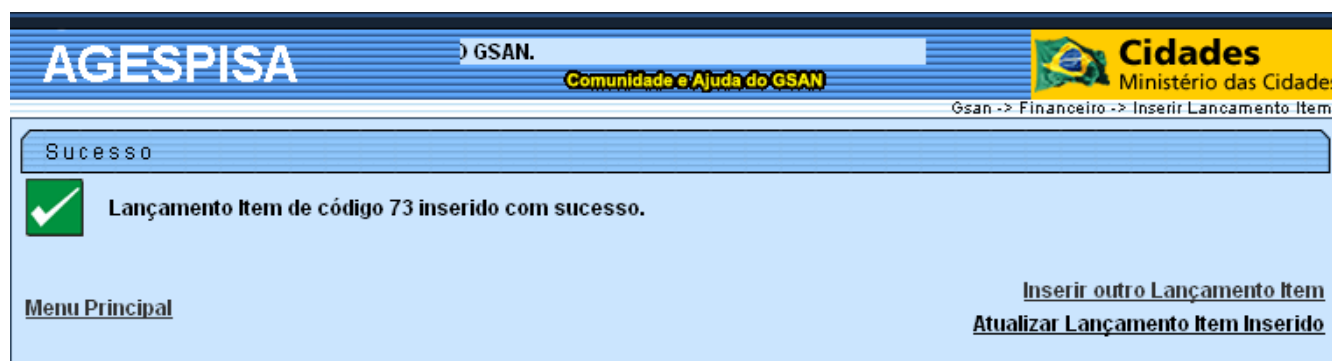 AGESPISA
O GSAN.
Comunidade e Ajuda do GSAN
Cidades
Ministério das Cidades
Gsan -> Financeiro -> Inserir Lancamento Item
Sucesso
Lançamento Item de código 73 inserido com sucesso.
Inserir outro Lançamento Item
Menu Principal
Atualizar Lançamento Item Inserido